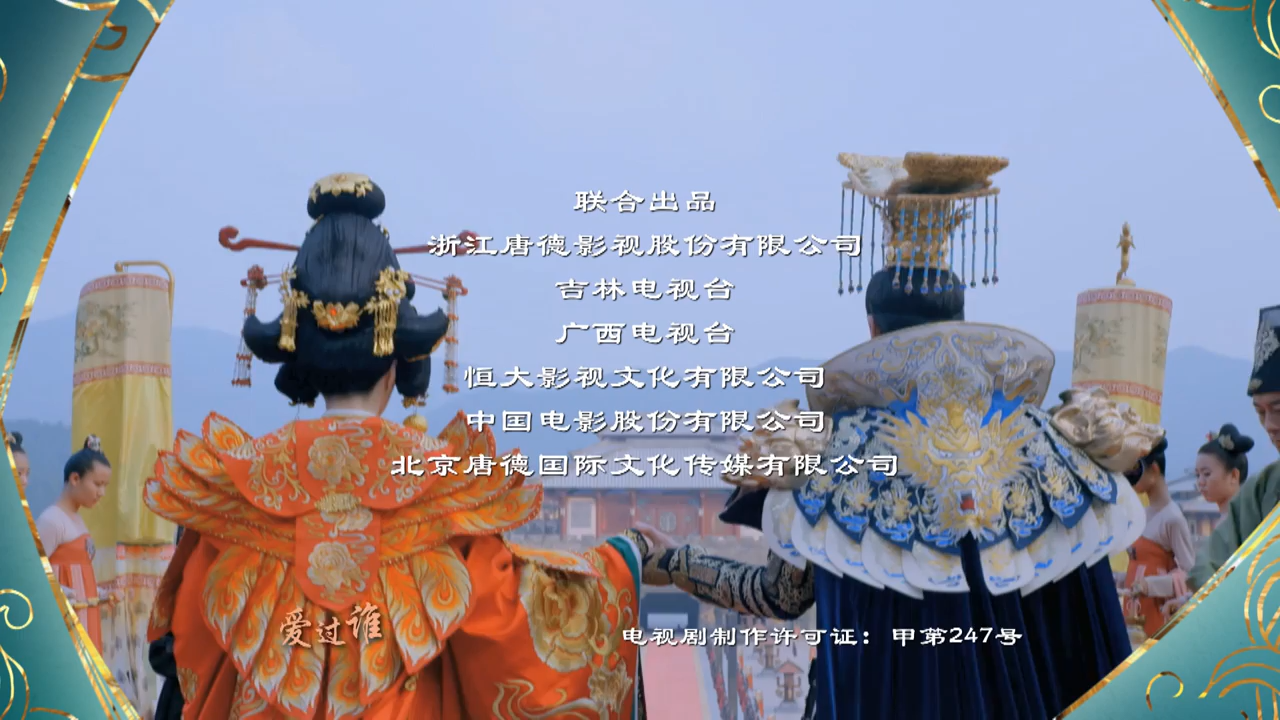 联合出品
浙江唐德影视股份有限公司
吉林电视台
广西电视台
恒大影视文化有限公司
中国电影股份有限公司
北京唐德国际文化传媒有限公司
爱过谁
电视剧制作许可证：甲第247号